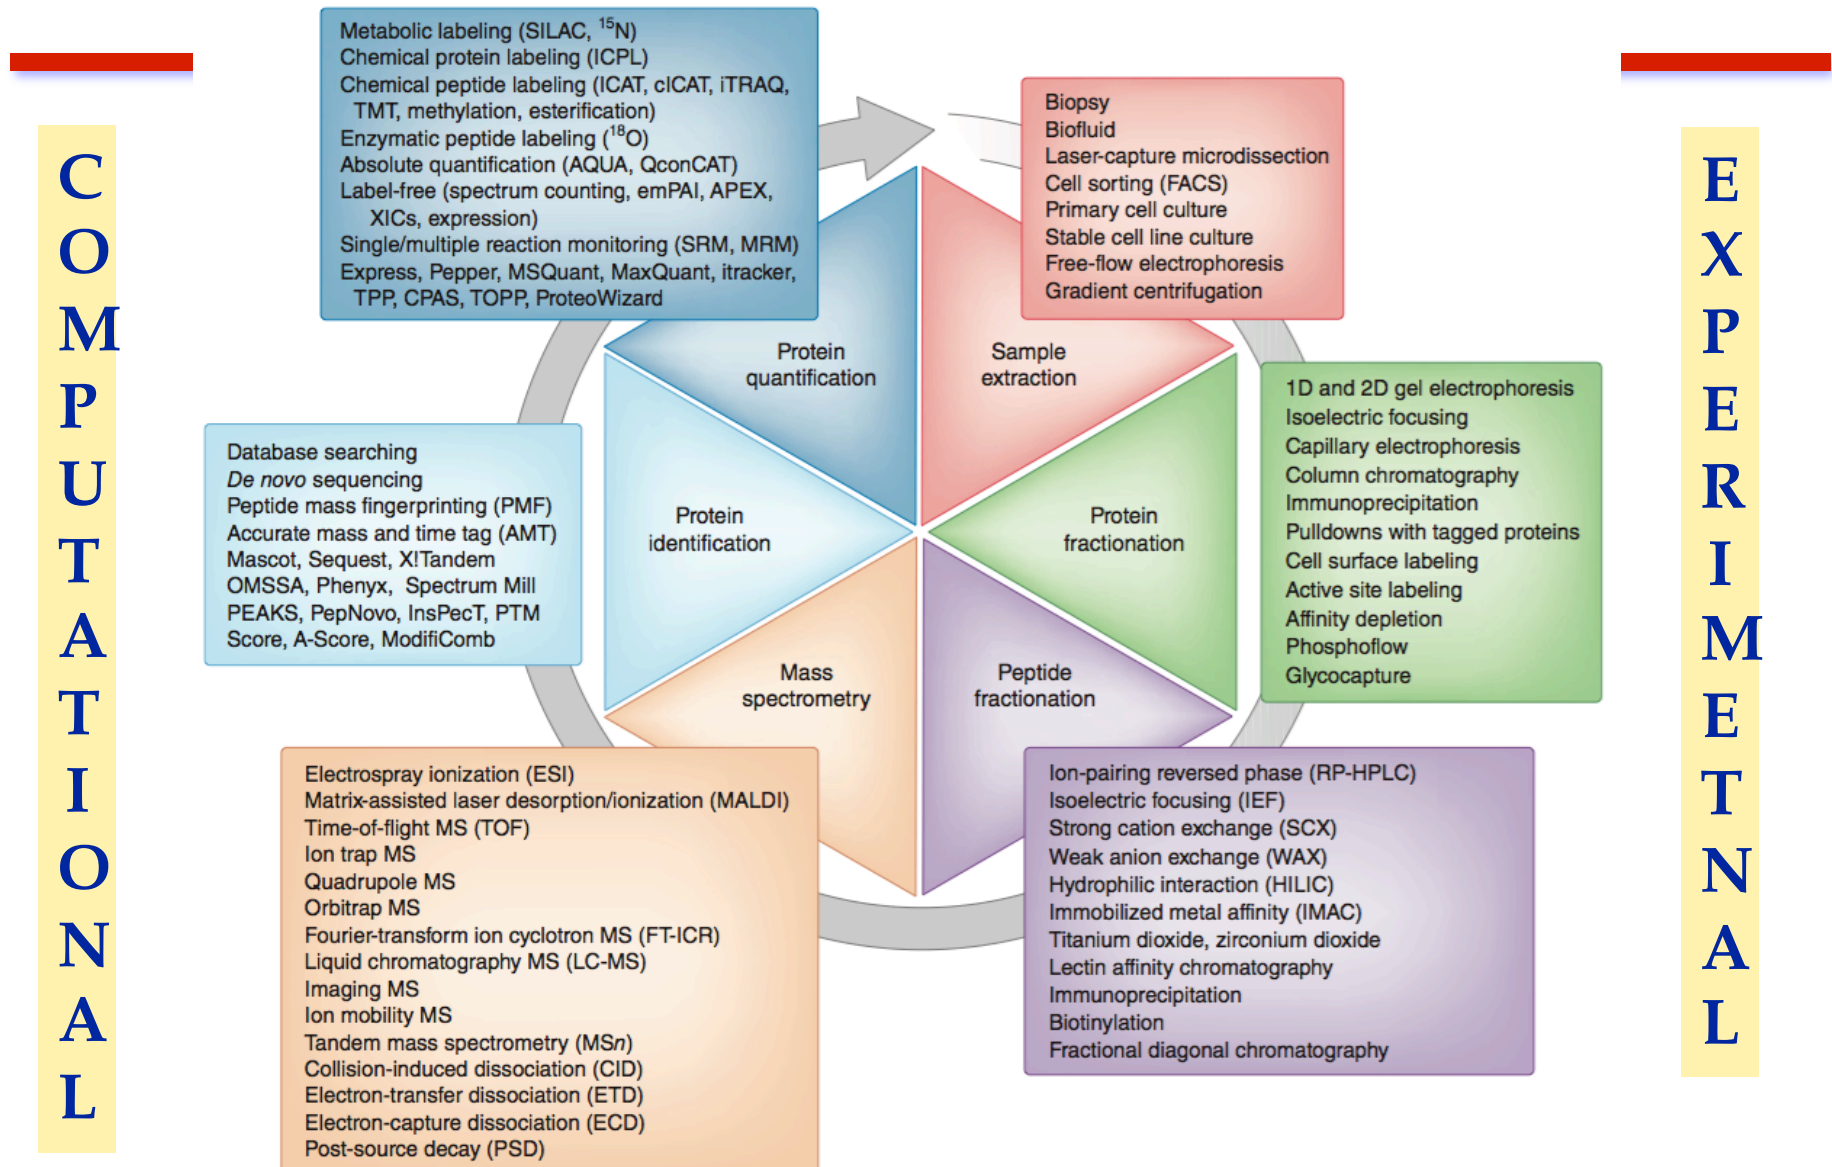 COMPUTATIONAL
Metabolic labeling (SILAC, ¹⁵N)
Chemical protein labeling (ICPL)
Chemical peptide labeling (ICAT, cICAT, iTRAQ,
TMT, methylation, esterification)
Enzymatic peptide labeling (¹⁸O)
Absolute quantification (AQUA, QconCAT)
Label-free (spectrum counting, emPAI, APEX,
XICs, expression)
Single/multiple reaction monitoring (SRM, MRM)
Express, Pepper, MSQuant, MaxQuant, itracker,
TPP, CPAS, TOPP, ProteoWizard
Biopsy
Biofluid
Laser-capture microdissection
Cell sorting (FACS)
Primary cell culture
Stable cell line culture
Free-flow electrophoresis
Gradient centrifugation
Protein
quantification
Sample
extraction
1D and 2D gel electrophoresis
Isoelectric focusing
Capillary electrophoresis
Column chromatography
Immunoprecipitation
Pulldowns with tagged proteins
Cell surface labeling
Active site labeling
Affinity depletion
Phosphoflow
Glycocapture
Database searching
De novo sequencing
Peptide mass fingerprinting (PMF)
Accurate mass and time tag (AMT)
Mascot, Sequest, X!Tandem
OMSSA, Phenyx, Spectrum Mill
PEAKS, PepNovo, InsPecT, PTM
Score, A-Score, ModifiComb
Protein
identification
Protein
fractionation
Mass
spectrometry
Peptide
fractionation
Electrospray ionization (ESI)
Matrix-assisted laser desorption/ionization (MALDI)
Time-of-flight MS (TOF)
Ion trap MS
Quadrupole MS
Orbitrap MS
Fourier-transform ion cyclotron MS (FT-ICR)
Liquid chromatography MS (LC-MS)
Imaging MS
Ion mobility MS
Tandem mass spectrometry (MSn)
Collision-induced dissociation (CID)
Electron-transfer dissociation (ETD)
Electron-capture dissociation (ECD)
Post-source decay (PSD)
Ion-pairing reversed phase (RP-HPLC)
Isoelectric focusing (IEF)
Strong cation exchange (SCX)
Weak anion exchange (WAX)
Hydrophilic interaction (HILIC)
Immobilized metal affinity (IMAC)
Titanium dioxide, zirconium dioxide
Lectin affinity chromatography
Immunoprecipitation
Biotinylation
Fractional diagonal chromatography
EXPERIMETNAL